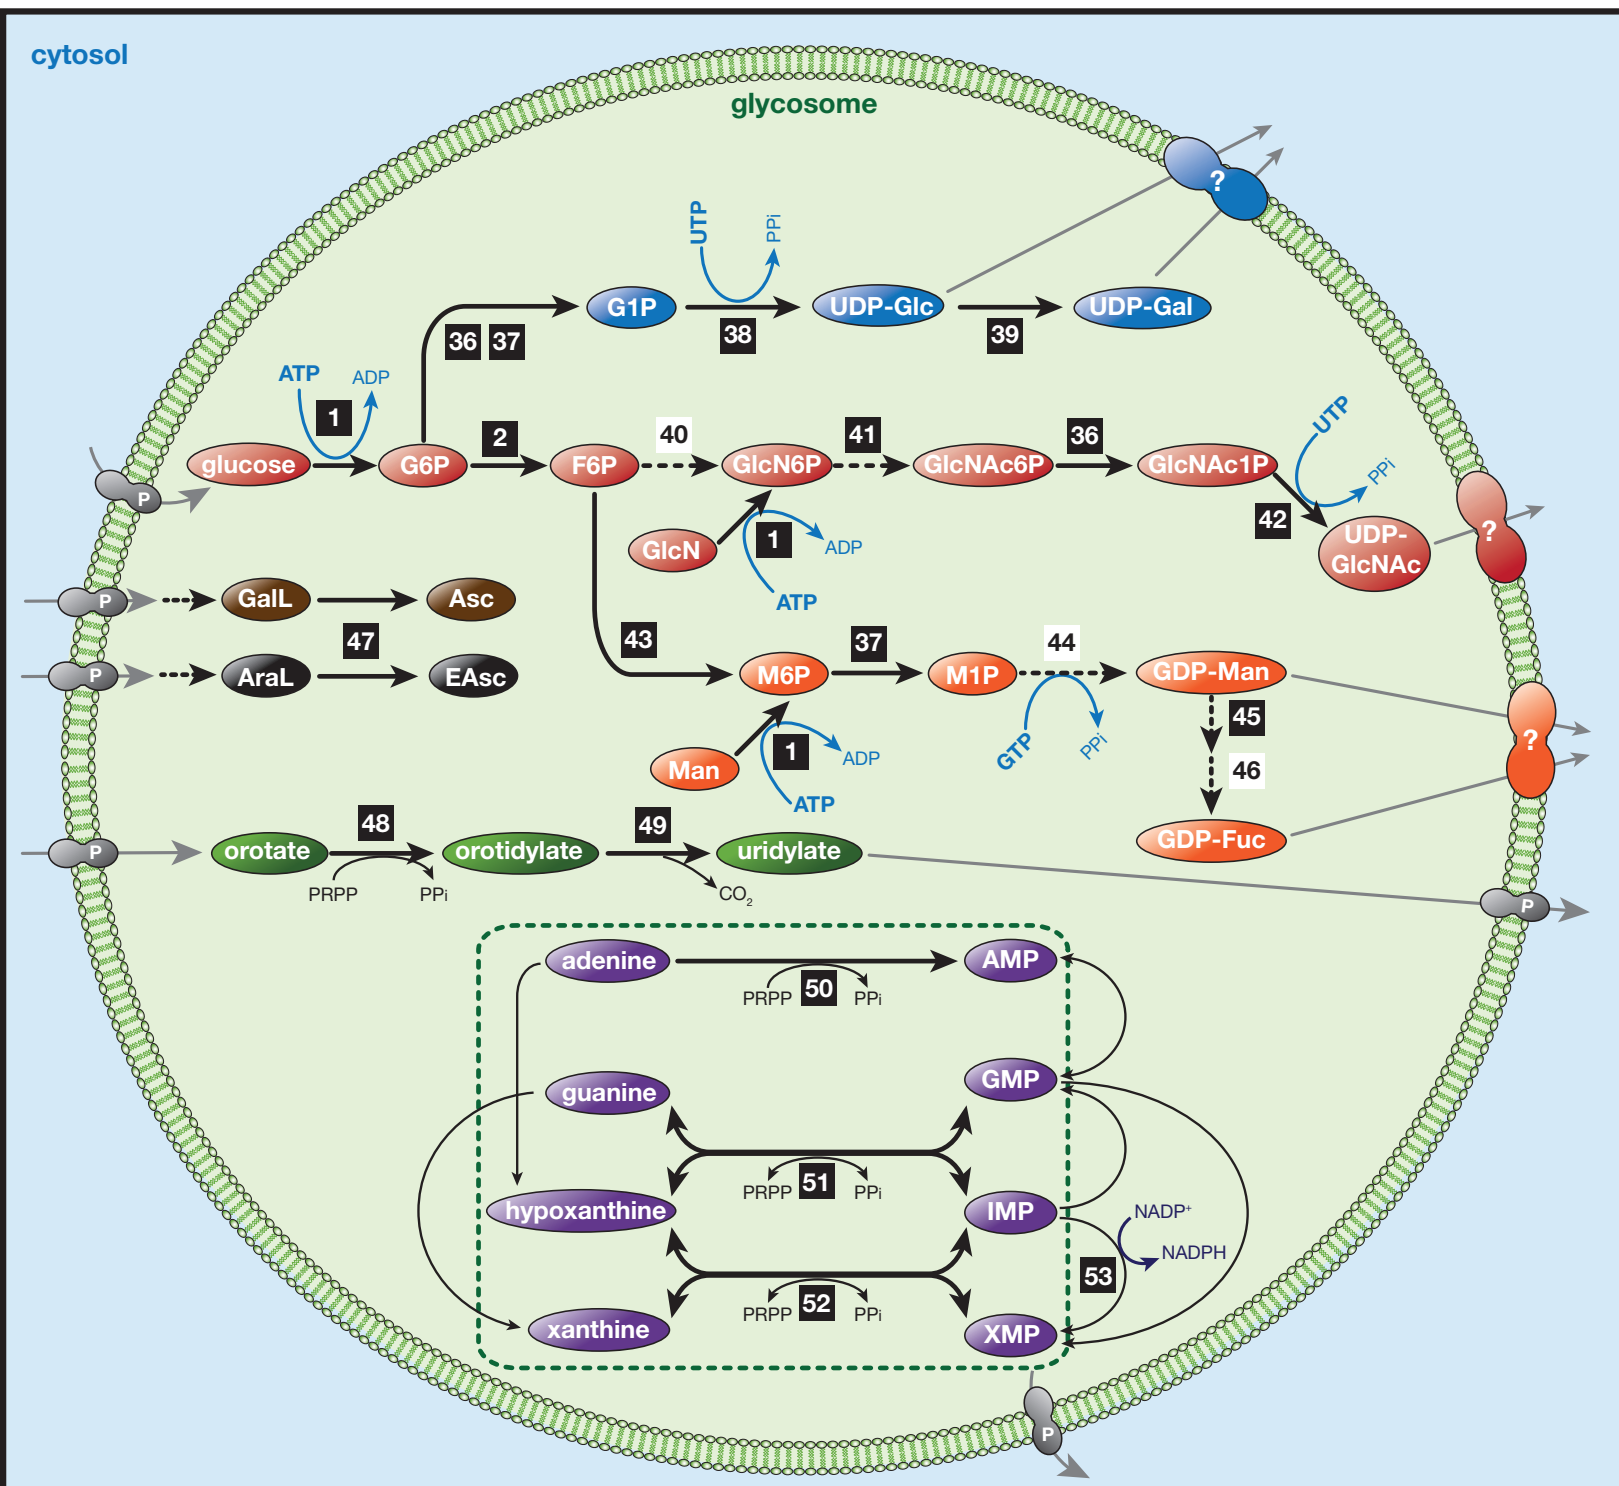 cytosol
glycosome
?
UTP
PPi
G1P
UDP-Glc
UDP-Gal
38
39
36 37
ATP
ADP
1
2
40
41
36
UTP
PPi
glucose
G6P
F6P
GlcN6P
GlcNAc6P
GlcNAc1P
P
42
?
GlcN
1
ADP
ATP
UDP-
GlcNAc
P
GalL
Asc
47
43
37
44
P
AraL
EAsc
M6P
M1P
GDP-Man
45
?
GTP
PPi
Man
1
ADP
ATP
46
GDP-Fuc
48
49
P
orotate
orotidylate
uridylate
PRPP
PPi
CO2
P
adenine
AMP
PRPP
50
PPi
guanine
GMP
PRPP
51
PPi
hypoxanthine
IMP
NADP+
NADPH
53
PRPP
52
PPi
xanthine
XMP
P